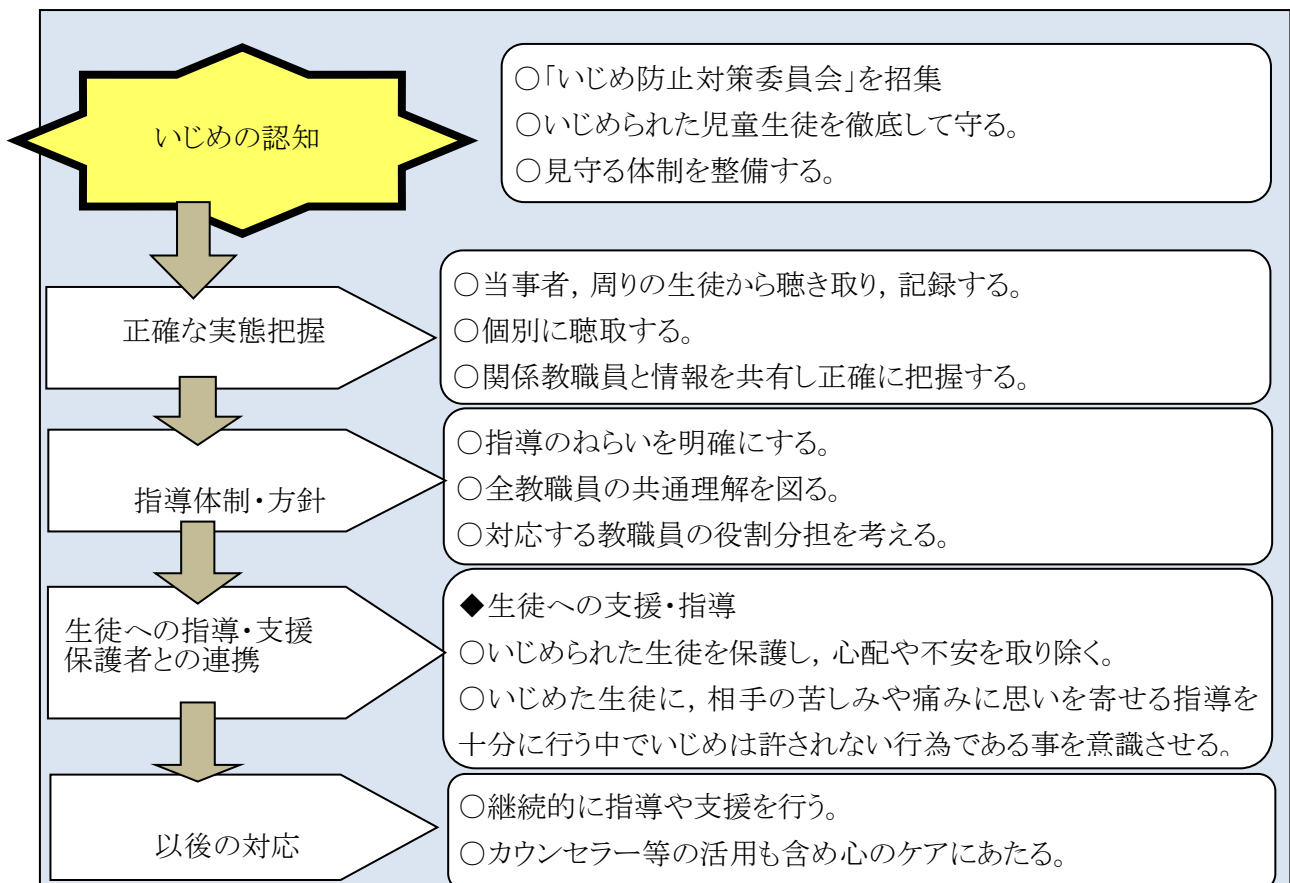 いじめの認知
○「いじめ防止対策委員会」を招集
○いじめられた児童生徒を徹底して守る。
○見守る体制を整備する。
正確な実態把握
○当事者，周りの生徒から聴き取り，記録する。
○個別に聴取する。
○関係教職員と情報を共有し正確に把握する。
指導体制・方針
○指導のねらいを明確にする。
○全教職員の共通理解を図る。
○対応する教職員の役割分担を考える。
生徒への指導・支援
保護者との連携
◆生徒への支援・指導
○いじめられた生徒を保護し，心配や不安を取り除く。
○いじめた生徒に，相手の苦しみや痛みに思いを寄せる指導を
十分に行う中でいじめは許されない行為である事を意識させる。
以後の対応
○継続的に指導や支援を行う。
○カウンセラー等の活用も含め心のケアにあたる。